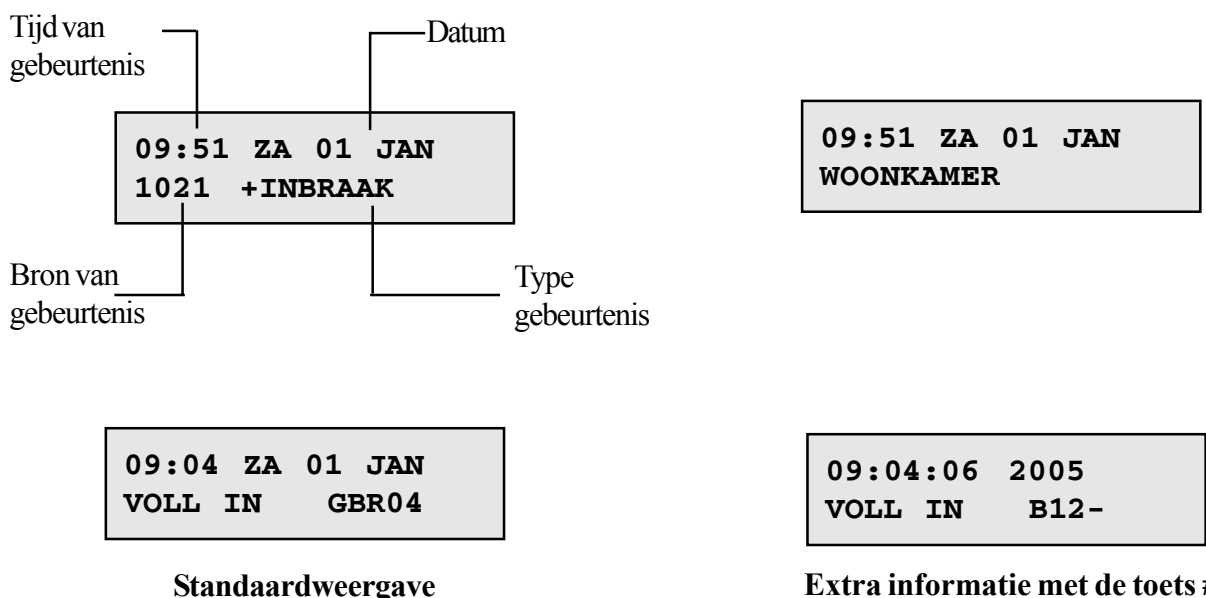 Tijd van
gebeurtenis
Datum
09:51 ZA 01 JAN
1021 +INBRAAK
Bron van
gebeurtenis
Type
gebeurtenis
09:51 ZA 01 JAN
WOONKAMER
09:04 ZA 01 JAN
VOLL IN GBR04
Standaardweergave
09:04:06 2005
VOLL IN B12-
Extra informatie met de toets #